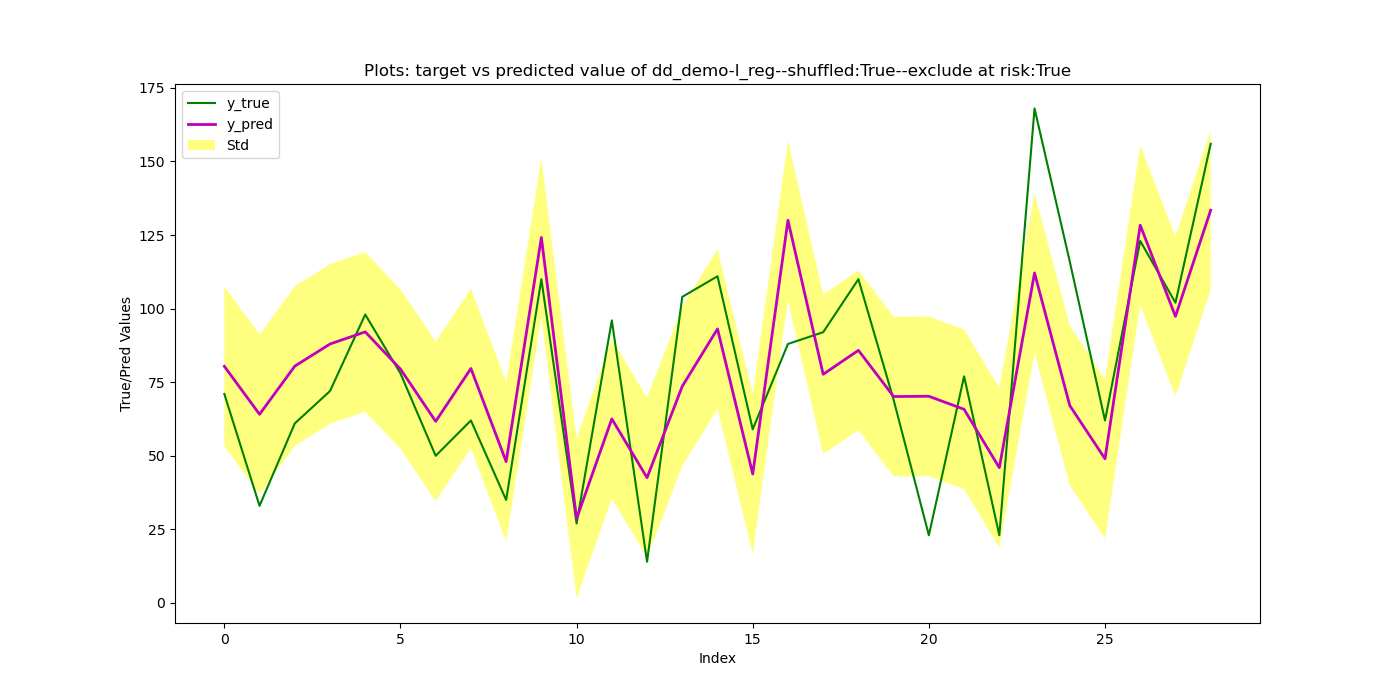 Plots: target vs predicted value of dd_demo-l_reg--shuffled:True--exclude at risk:True
y_true
y_pred
Std
True/Pred Values
175
150
125
100
75
50
25
0
0 5 10 15 20 25
Index